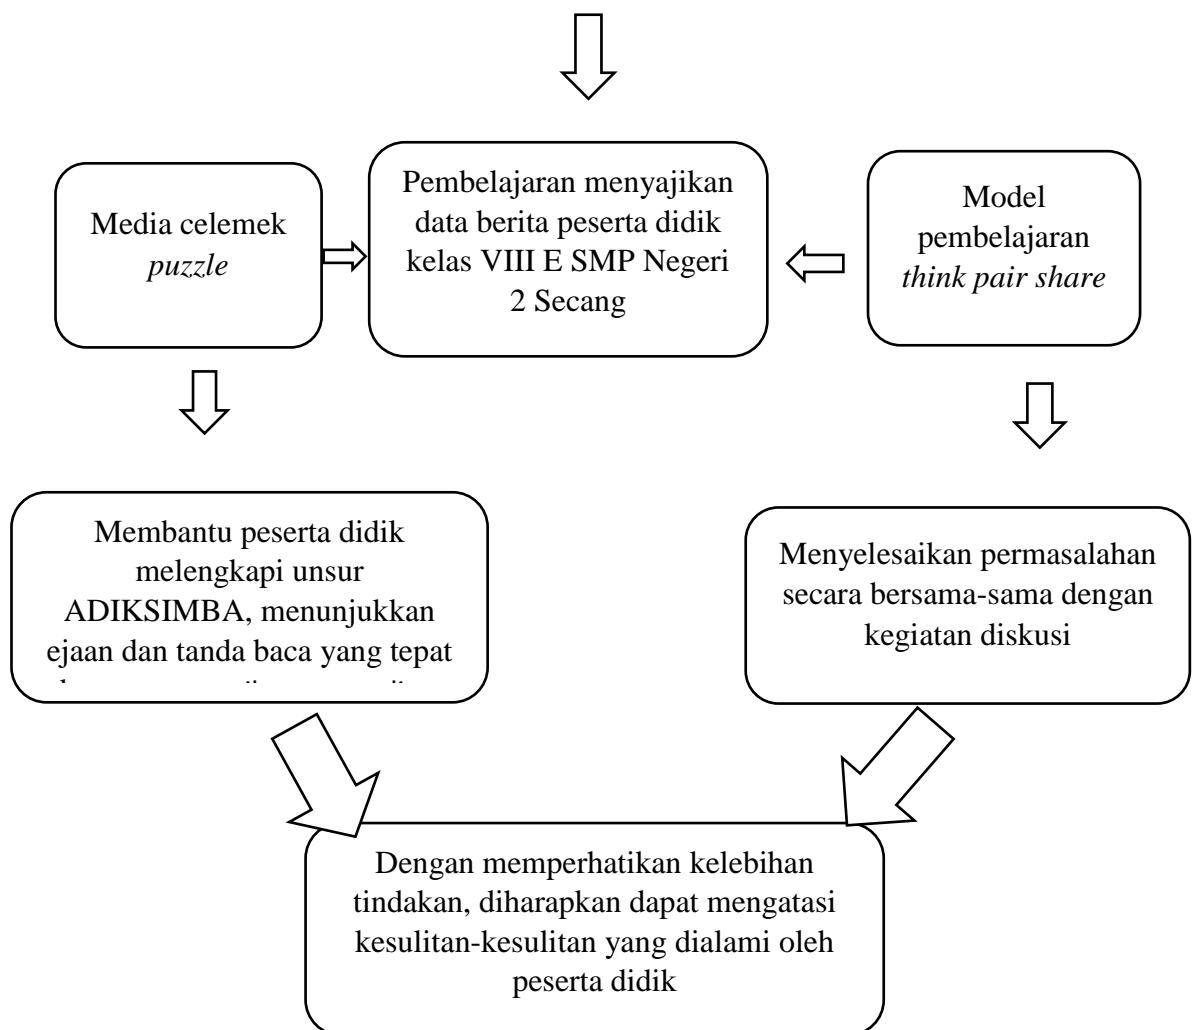 Media celemek
puzzle
Pembelajaran menyajikan
data berita peserta didik
kelas VIII E SMP Negeri
2 Secang
Model
pembelajaran
think pair share
Membantu peserta didik
melengkapi unsur
ADIKSIMBA, menunjukkan
ejaan dan tanda baca yang tepat
Menyelesaikan permasalahan
secara bersama-sama dengan
kegiatan diskusi
Dengan memperhatikan kelebihan
tindakan, diharapkan dapat mengatasi
kesulitan-kesulitan yang dialami oleh
peserta didik